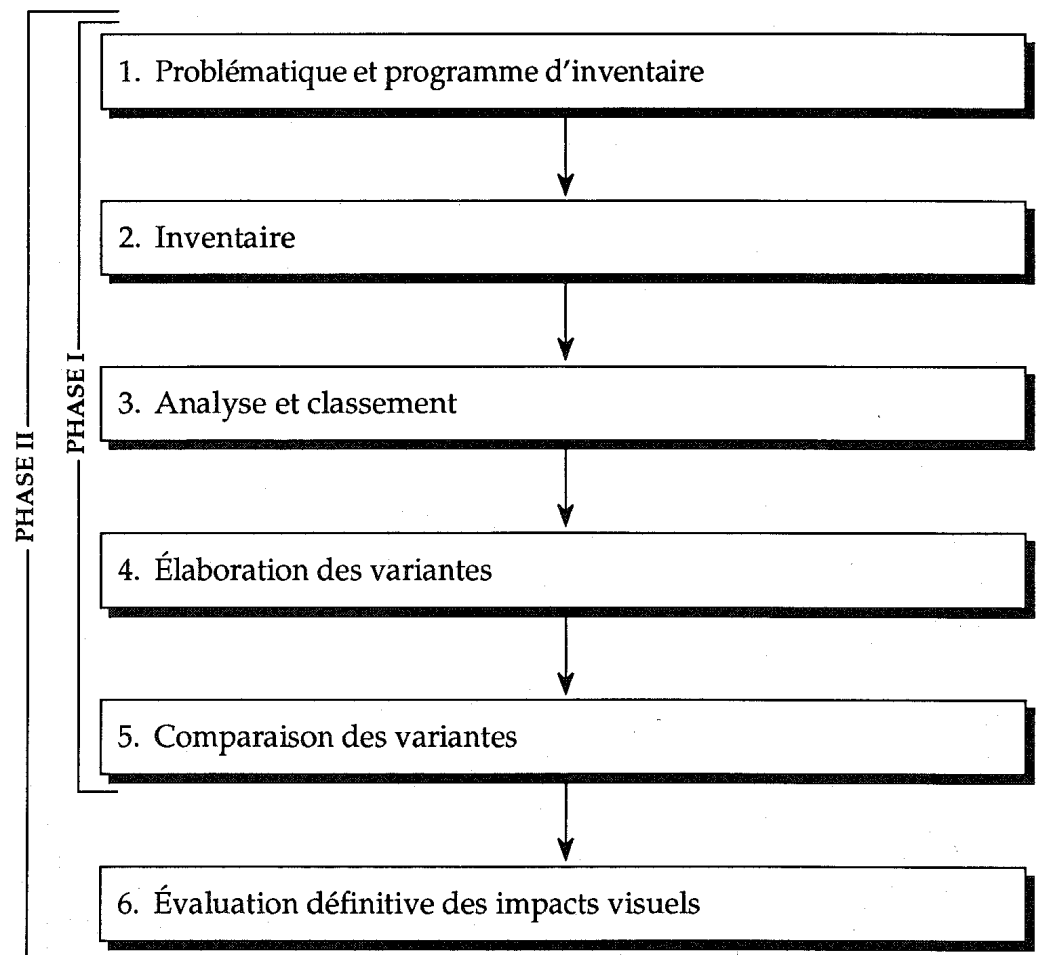 1. Problématique et programme d'inventaire
2. Inventaire
3. Analyse et classement
4. Élaboration des variantes
5. Comparaison des variantes
6. Évaluation définitive des impacts visuels
PHASE I
PHASE II